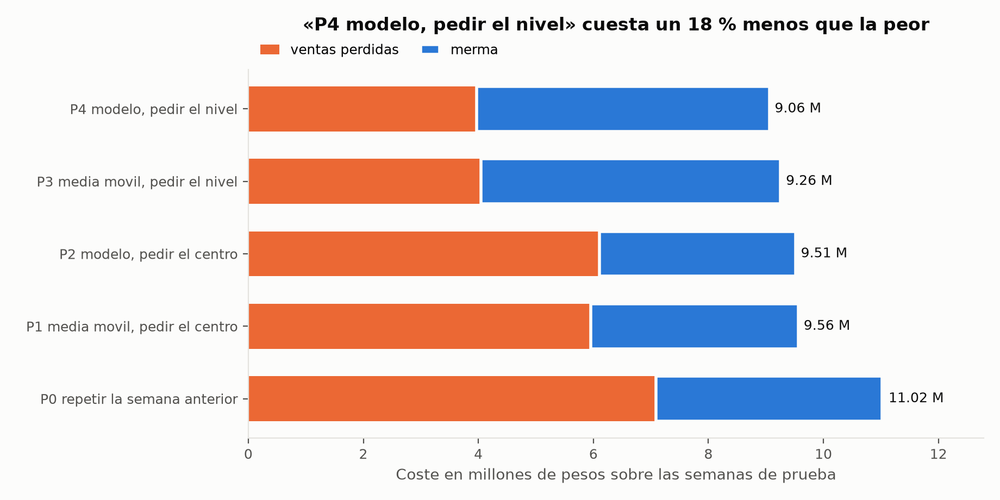 «P4 modelo, pedir el nivel» cuesta un 18 % menos que la peor
ventas perdidas merma
P4 modelo, pedir el nivel 9.06 M
P3 media movil, pedir el nivel 9.26 M
P2 modelo, pedir el centro 9.51 M
P1 media movil, pedir el centro 9.56 M
P0 repetir la semana anterior 11.02 M
0 2 4 6 8 10 12
Coste en millones de pesos sobre las semanas de prueba